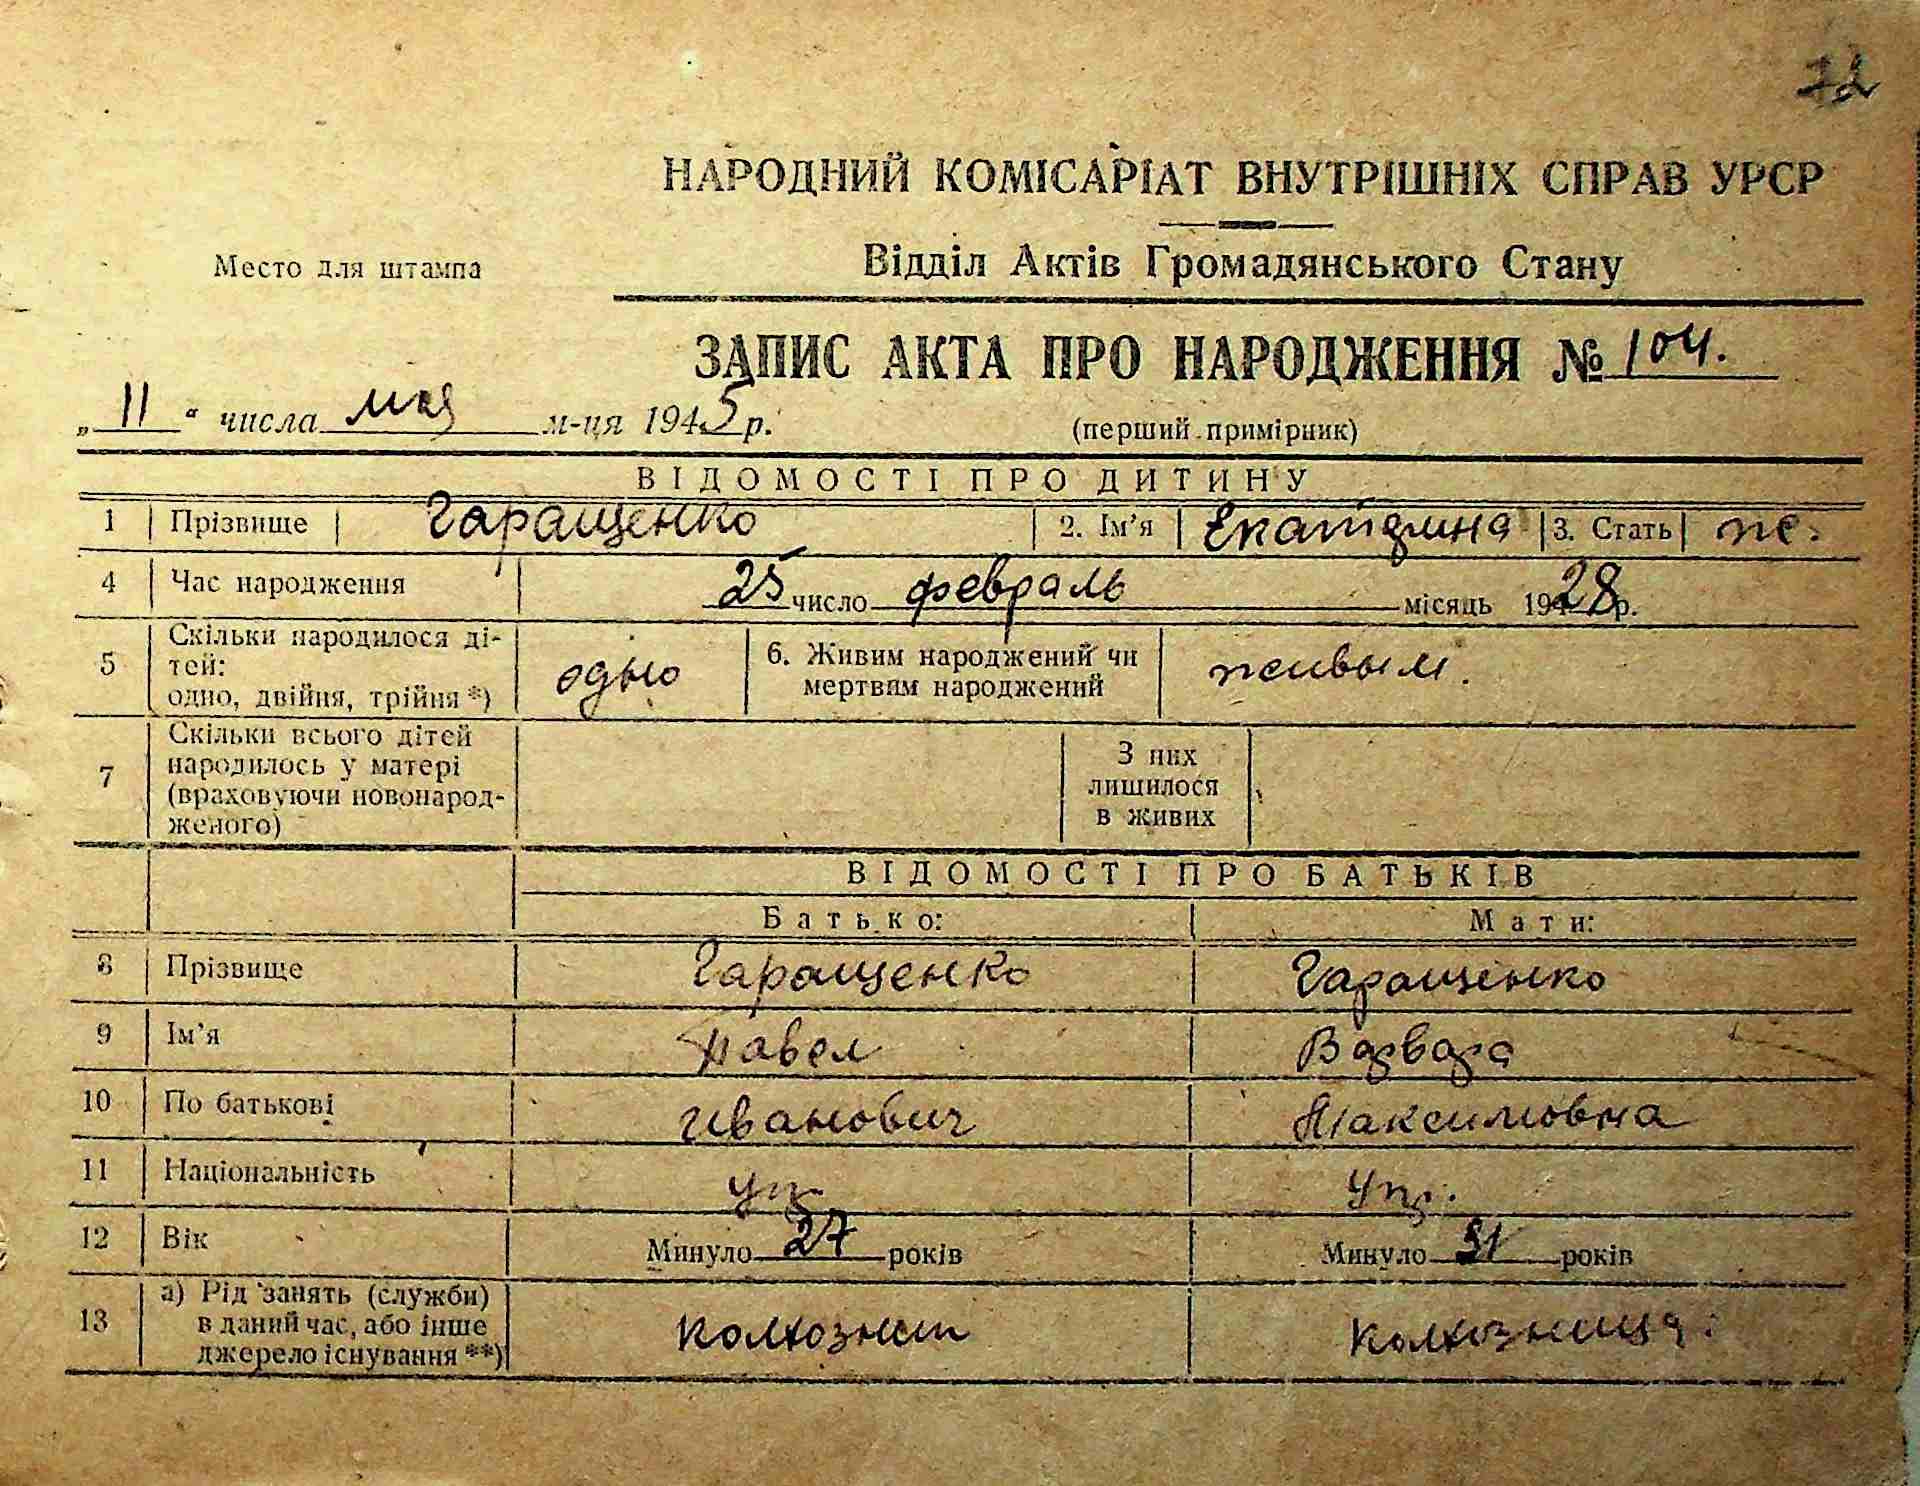 72
НАРОДНИЙ КОМІСАРІАТ ВНУТРІШНІХ СПРАВ УРСР
Место для штампа
Відділ Актів Громадянського Стану
ЗАПИС АКТА ПРО НАРОДЖЕННЯ № 104.
„11“ числа мая м-ця 1945 р.
(перший примірник)
ВІДОМОСТІ ПРО ДИТИНУ
1 Прізвище Гаращенко 2. Ім’я Екатерина 3. Стать ж.
4 Час народження 25 число февраль місяць 1928 р.
5 Скільки народилося дітей: одно, двійня, трійня *) одно 6. Живим народжений чи мертвим народжений живым.
7 Скільки всього дітей народилось у матері (враховуючи новонародженого) З них лишилося в живих
ВІДОМОСТІ ПРО БАТЬКІВ
Батько: Мати:
8 Прізвище Гаращенко Гаращенко
9 Ім’я Павел Варвара
10 По батькові Иванович Максимовна
11 Національність укр. укр.
12 Вік Минуло 27 років Минуло 31 років
13 а) Рід занять (служби) в даний час, або інше джерело існування **) колхозник колхозница.